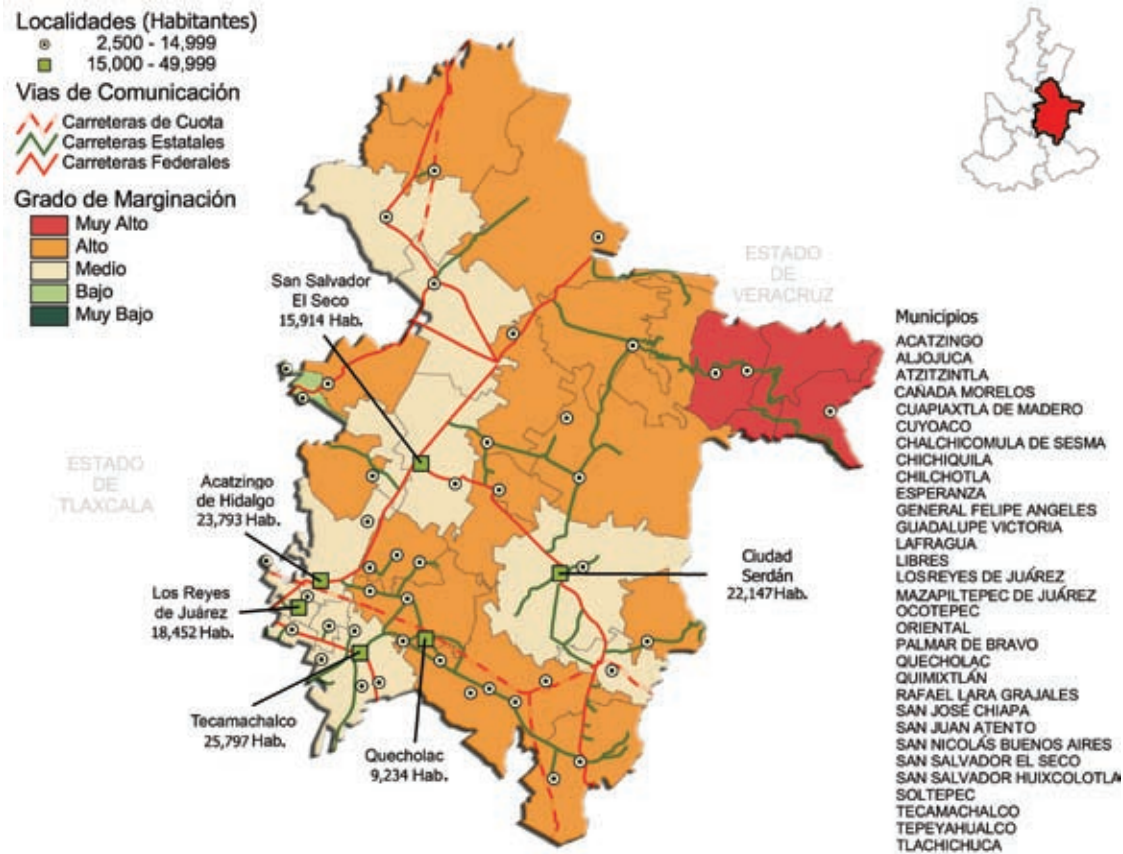 Localidades (Habitantes)
2,500 - 14,999
15,000 - 49,999
Vias de Comunicación
Carreteras de Cuota
Carreteras Estatales
Carreteras Federales
Grado de Marginación
Muy Alto
Alto
Medio
Bajo
Muy Bajo
San Salvador
El Seco
15,914 Hab.
ESTADO
DE
VERACRUZ
ESTADO
DE
TLAXCALA
Acatzingo
de Hidalgo
23,793 Hab.
Los Reyes
de Juárez
18,452 Hab.
Tecamachalco
25,797 Hab.
Quecholac
9,234 Hab.
Ciudad
Serdán
22,147 Hab.
Municipios
ACATZINGO
ALJOJUCA
ATZITZINTLA
CAÑADA MORELOS
CUAPIAXTLA DE MADERO
CUYOACO
CHALCHICOMULA DE SESMA
CHICHIQUILA
CHILCHOTLA
ESPERANZA
GENERAL FELIPE ANGELES
GUADALUPE VICTORIA
LAFRAGUA
LIBRES
LOS REYES DE JUÁREZ
MAZAPILTEPEC DE JUÁREZ
OCOTEPEC
ORIENTAL
PALMAR DE BRAVO
QUECHOLAC
QUIMIXTLÁN
RAFAEL LARA GRAJALES
SAN JOSÉ CHIAPA
SAN JUAN ATENTO
SAN NICOLÁS BUENOS AIRES
SAN SALVADOR EL SECO
SAN SALVADOR HUIXCOLOTLA
SOLTEPEC
TECAMACHALCO
TEPEYAHUALCO
TLACHICHUCA